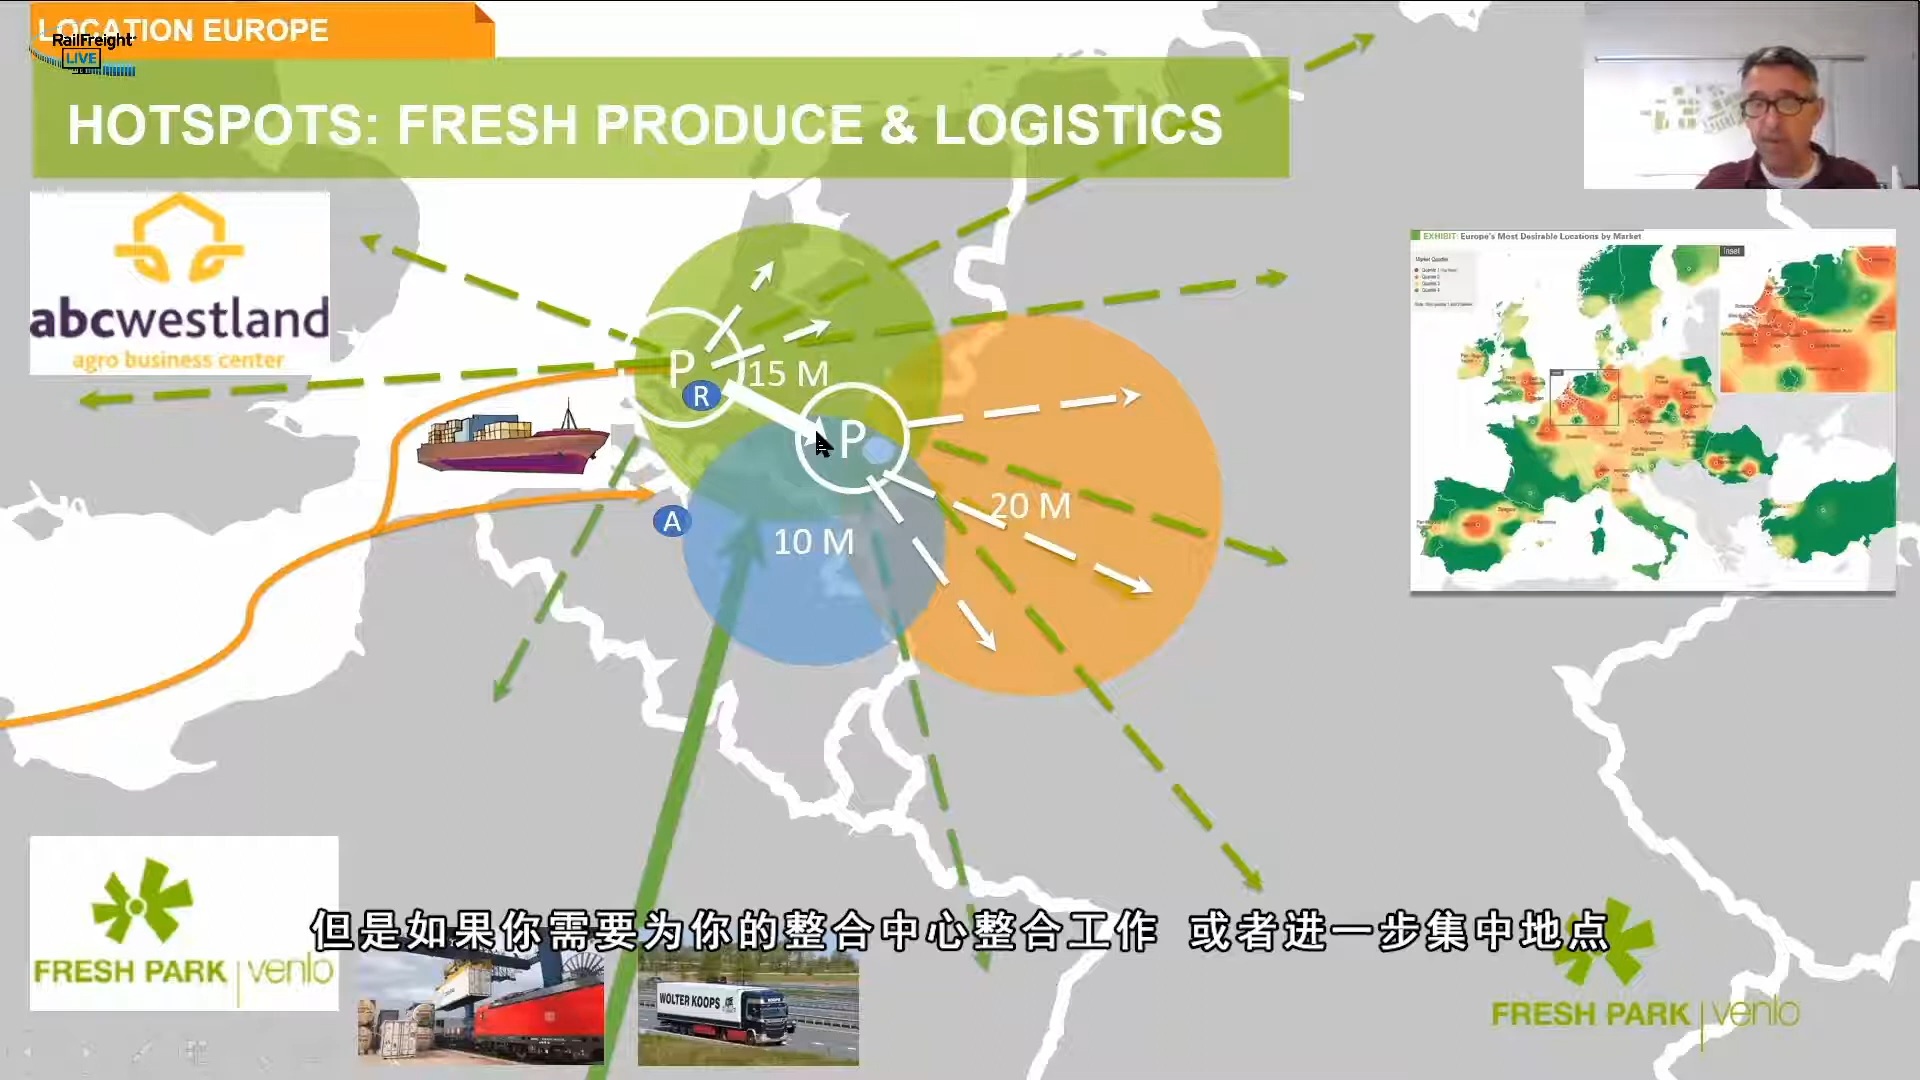 LOCATION EUROPE
RailFreight
LIVE
HOTSPOTS: FRESH PRODUCE & LOGISTICS
abcwestland
agro business center
EXHIBIT: Europe's Most Desirable Locations by Market
Inset
Market Quartile
P
R
15 M
P
A
10 M
20 M
但是如果你需要为你的整合中心整合工作 或者进一步集中地点
FRESH PARK venlo
WOLTER KOOPS
FRESH PARK venlo